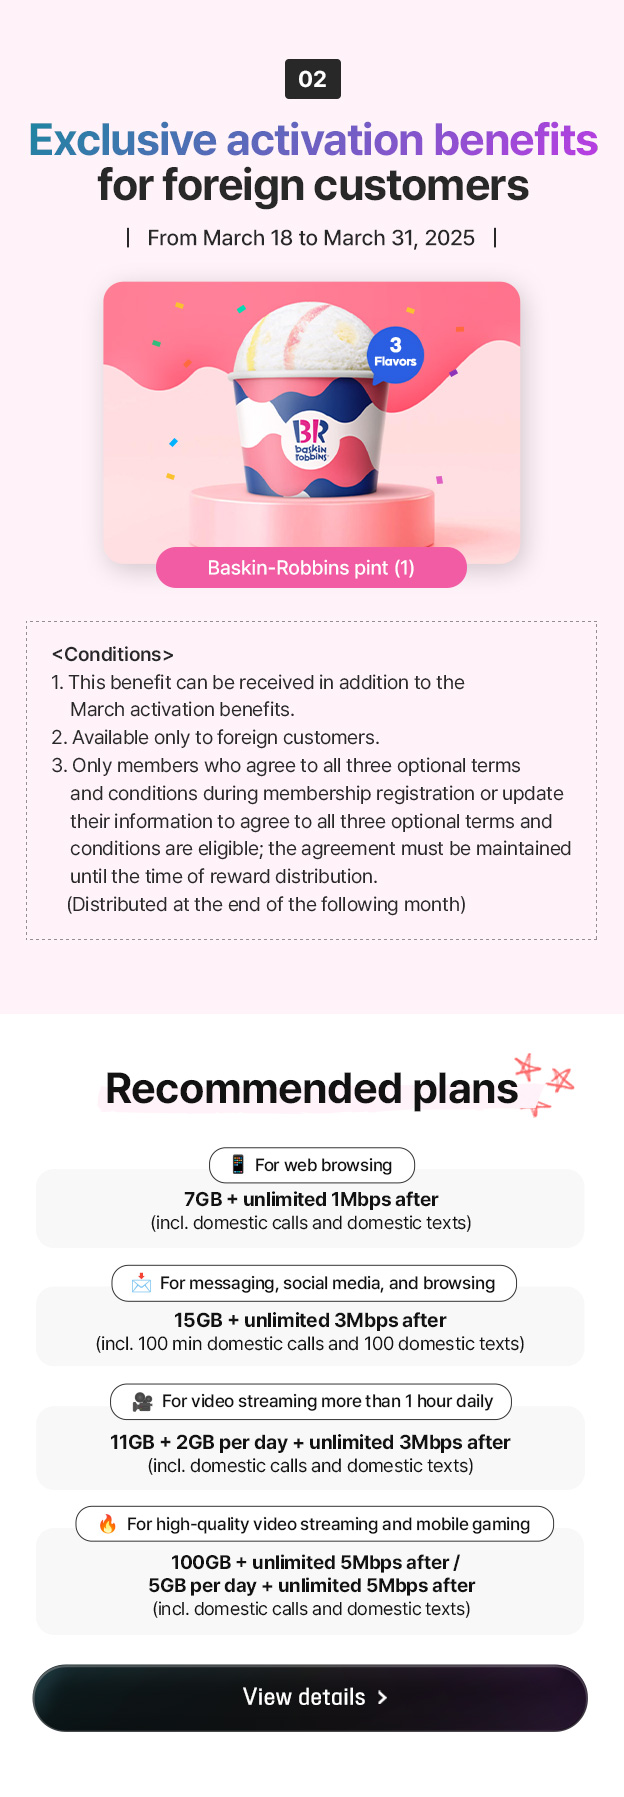 02
Exclusive activation benefits
for foreign customers
| From March 18 to March 31, 2025 |
3
Flavors
BR
baskin
robbins
Baskin-Robbins pint (1)
<Conditions>
1. This benefit can be received in addition to the
March activation benefits.
2. Available only to foreign customers.
3. Only members who agree to all three optional terms
and conditions during membership registration or update
their information to agree to all three optional terms and
conditions are eligible; the agreement must be maintained
until the time of reward distribution.
(Distributed at the end of the following month)
Recommended plans
For web browsing
7GB + unlimited 1Mbps after
(incl. domestic calls and domestic texts)
For messaging, social media, and browsing
15GB + unlimited 3Mbps after
(incl. 100 min domestic calls and 100 domestic texts)
For video streaming more than 1 hour daily
11GB + 2GB per day + unlimited 3Mbps after
(incl. domestic calls and domestic texts)
For high-quality video streaming and mobile gaming
100GB + unlimited 5Mbps after /
5GB per day + unlimited 5Mbps after
(incl. domestic calls and domestic texts)
View details >